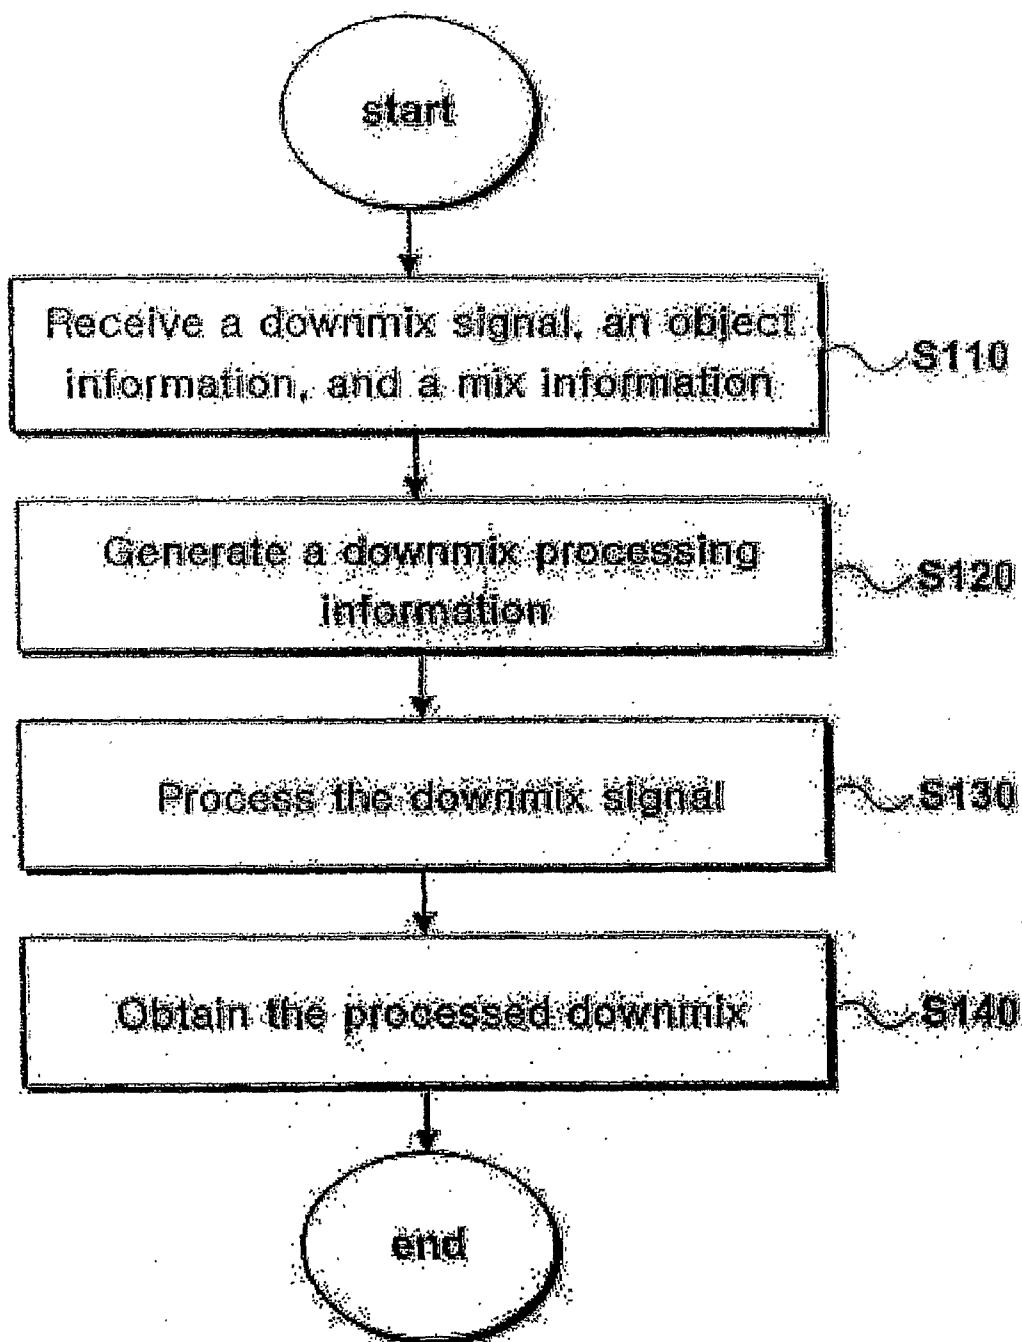 start
Receive a downmix signal, an object
information, and a mix information
S110
Generate a downmix processing
information
S120
Process the downmix signal
S130
Obtain the processed downmix
S140
end